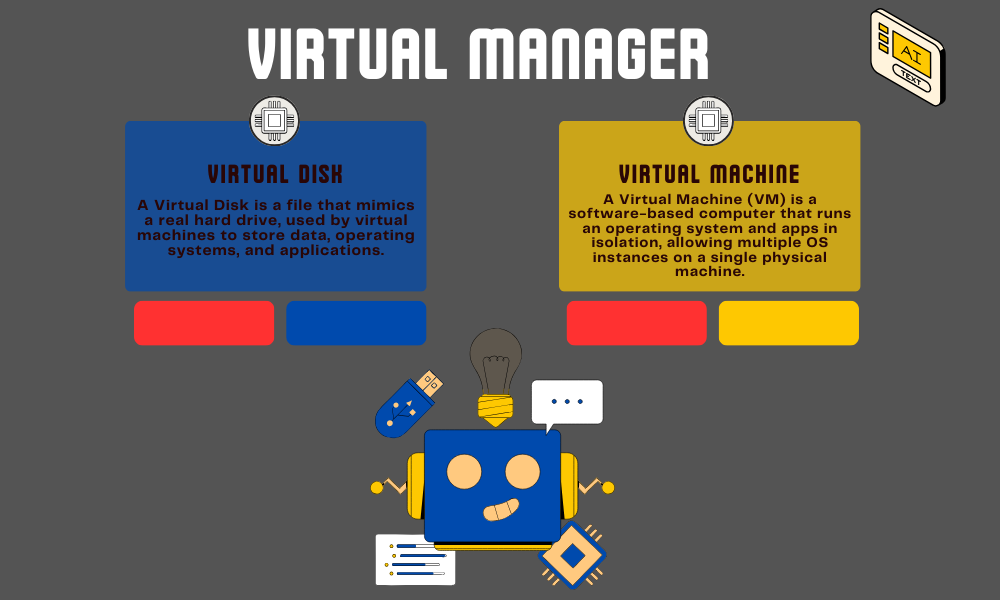 VIRTUAL MANAGER
AI
TEXT
VIRTUAL DISK
A Virtual Disk is a file that mimics
a real hard drive, used by virtual
machines to store data, operating
systems, and applications.
VIRTUAL MACHINE
A Virtual Machine (VM) is a
software-based computer that runs
an operating system and apps in
isolation, allowing multiple OS
instances on a single physical
machine.